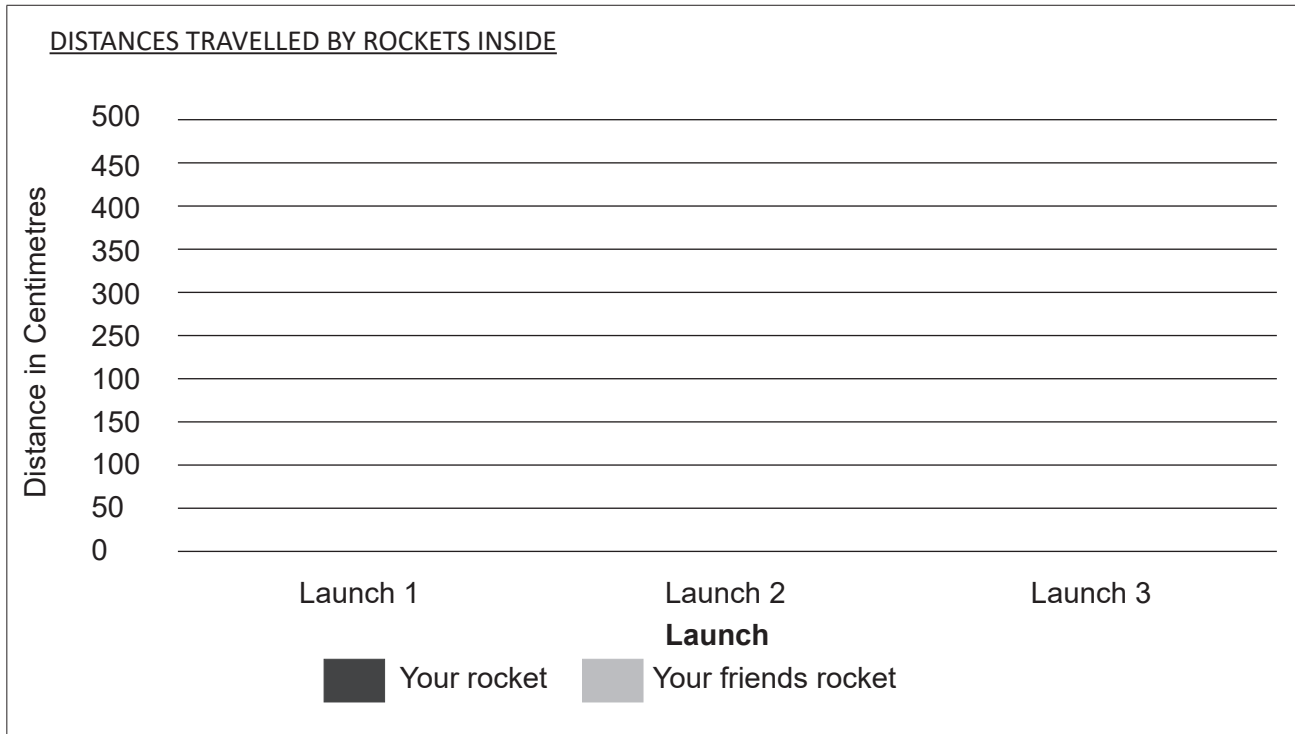 DISTANCES TRAVELLED BY ROCKETS INSIDE
Distance in Centimetres
500
450
400
350
300
250
100
150
100
50
0
Launch 1 Launch 2 Launch 3
Launch
Your rocket Your friends rocket